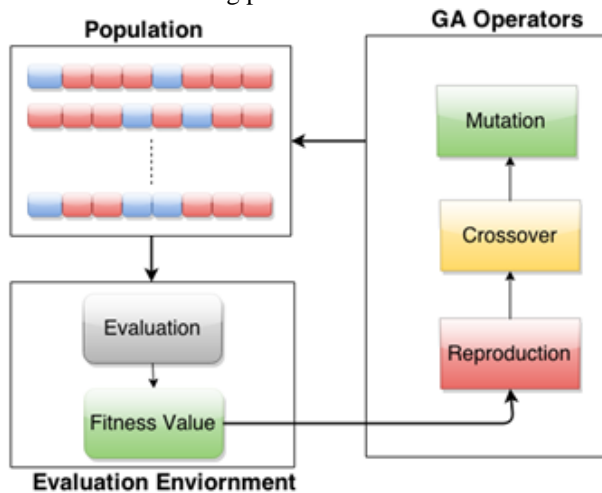 GA Operators
Population
Mutation
Crossover
Evaluation
Reproduction
Fitness Value
Evaluation Enviornment